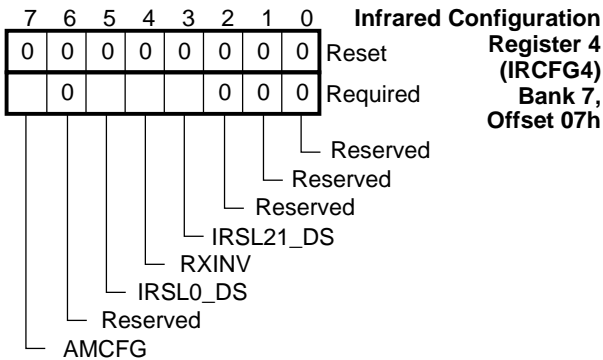 7 6 5 4 3 2 1 0
Infrared Configuration
Register 4
(IRCFG4)
Bank 7,
Offset 07h
0 0 0 0 0 0 0 0 Reset
0 0 0 0 Required
Reserved
Reserved
Reserved
IRSL21_DS
RXINV
IRSL0_DS
Reserved
AMCFG